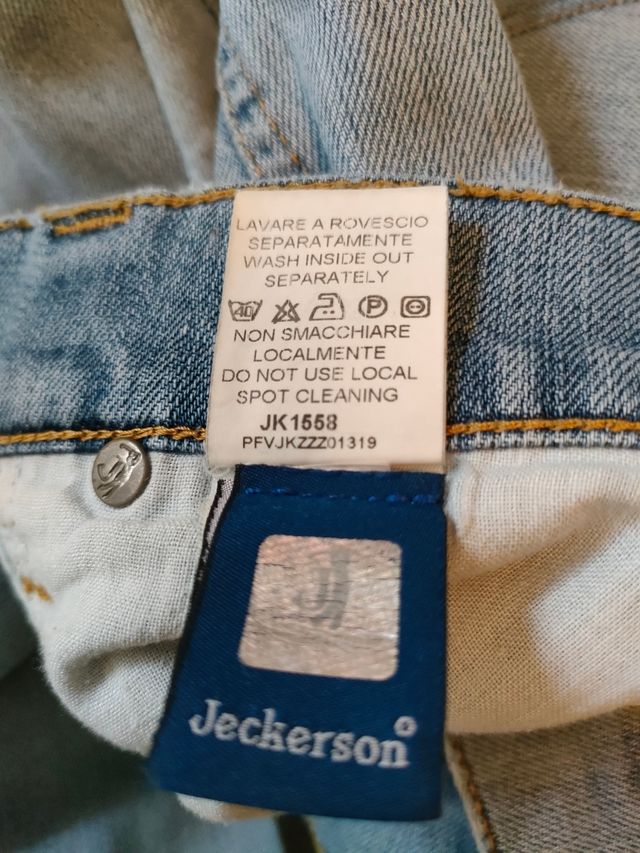 LAVARE A ROVESCIO
SEPARATAMENTE
WASH INSIDE OUT
SEPARATELY
40 P
NON SMACCHIARE
LOCALMENTE
DO NOT USE LOCAL
SPOT CLEANING
JK1558
PFVJKZZZ01319
Jeckerson